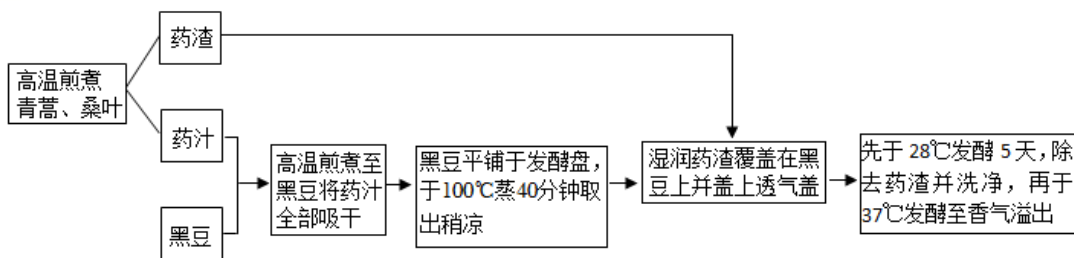 药渣
高温煎煮
青蒿、桑叶
药汁
黑豆
高温煎煮至
黑豆将药汁
全部吸干
黑豆平铺于发酵盘，
于100℃蒸40分钟取
出稍凉
湿润药渣覆盖在黑
豆上并盖上透气盖
先于28℃发酵5天，除
去药渣并洗净，再于
37℃发酵至香气溢出